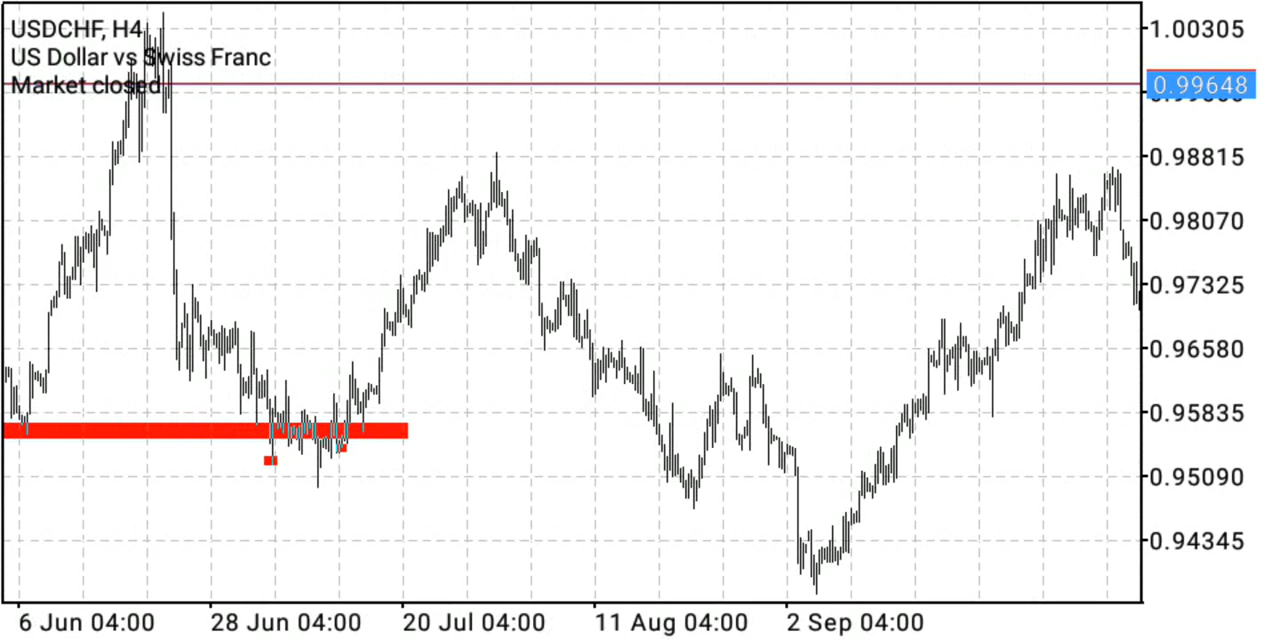 USDCHF, H4
US Dollar vs Swiss Franc
Market closed
1.00305
0.99648
0.98815
0.98070
0.97325
0.96580
0.95835
0.95090
0.94345
6 Jun 04:00
28 Jun 04:00
20 Jul 04:00
11 Aug 04:00
2 Sep 04:00